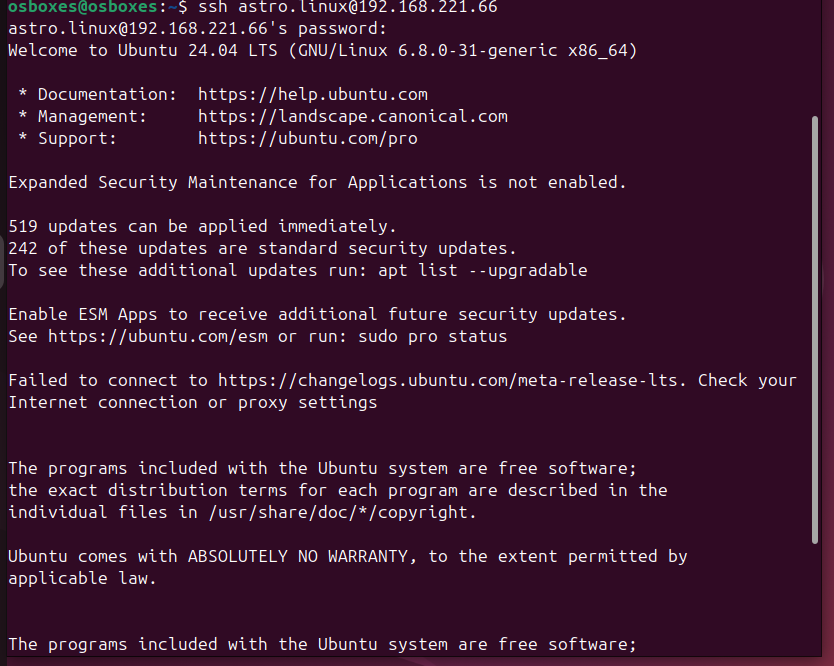 osboxes@osboxes:~$ ssh astro.linux@192.168.221.66
astro.linux@192.168.221.66's password:
Welcome to Ubuntu 24.04 LTS (GNU/Linux 6.8.0-31-generic x86_64)
* Documentation:  https://help.ubuntu.com
* Management:     https://landscape.canonical.com
* Support:        https://ubuntu.com/pro
Expanded Security Maintenance for Applications is not enabled.
519 updates can be applied immediately.
242 of these updates are standard security updates.
To see these additional updates run: apt list --upgradable
Enable ESM Apps to receive additional future security updates.
See https://ubuntu.com/esm or run: sudo pro status
Failed to connect to https://changelogs.ubuntu.com/meta-release-lts. Check your
Internet connection or proxy settings
The programs included with the Ubuntu system are free software;
the exact distribution terms for each program are described in the
individual files in /usr/share/doc/*/copyright.
Ubuntu comes with ABSOLUTELY NO WARRANTY, to the extent permitted by
applicable law.
The programs included with the Ubuntu system are free software;